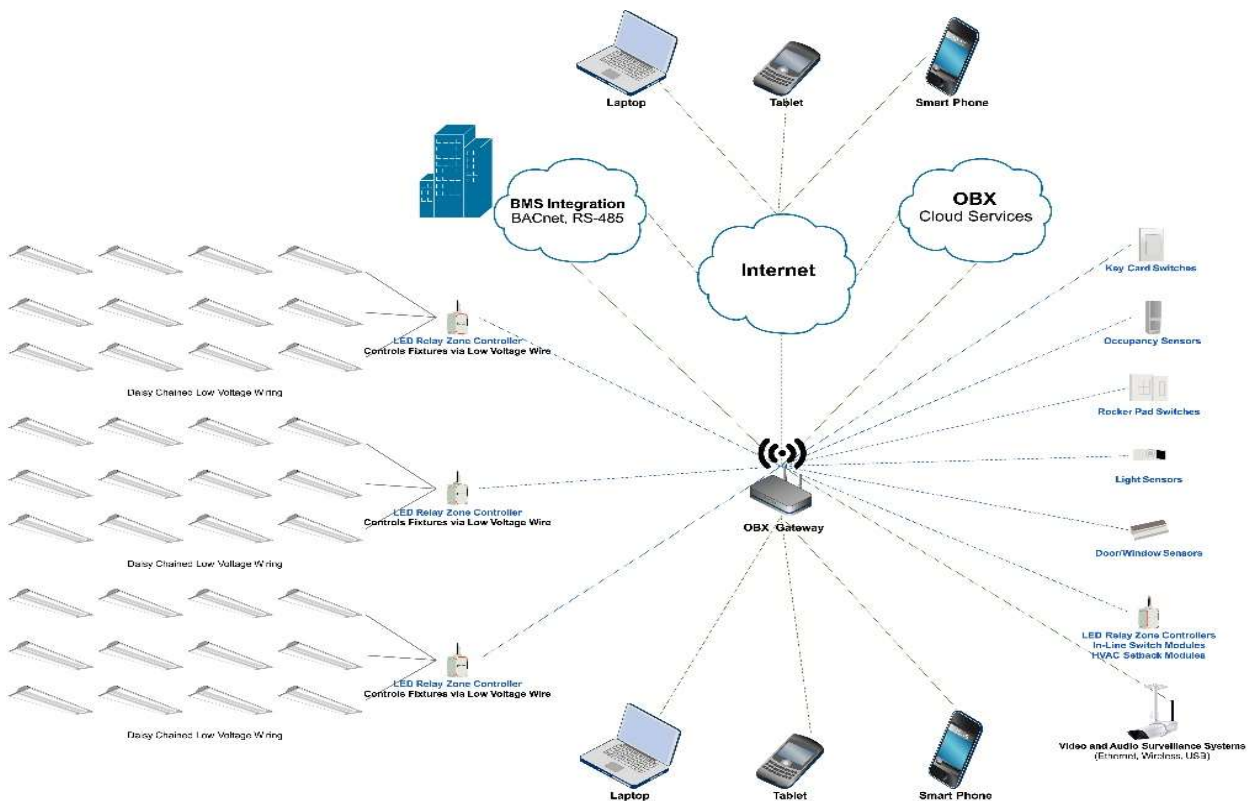 Laptop
Tablet
Smart Phone
BMS Integration
BACnet, RS-485
OBX
Cloud Services
Internet
Key Card Switches
LED Relay Zone Controller
Controls Fixtures via Low Voltage Wire
Occupancy Sensors
Daisy Chained Low Voltage Wiring
Rocker Pad Switches
Light Sensors
LED Relay Zone Controller
Controls Fixtures via Low Voltage Wire
OBX Gateway
Door/Window Sensors
Daisy Chained Low Voltage Wiring
LED Relay Zone Controllers
In-Line Switch Modules
HVAC Setback Modules
LED Relay Zone Controller
Controls Fixtures via Low Voltage Wire
Daisy Chained Low Voltage Wiring
Video and Audio Surveillance Systems
(Ethernet, Wireless, USB)
Laptop
Tablet
Smart Phone